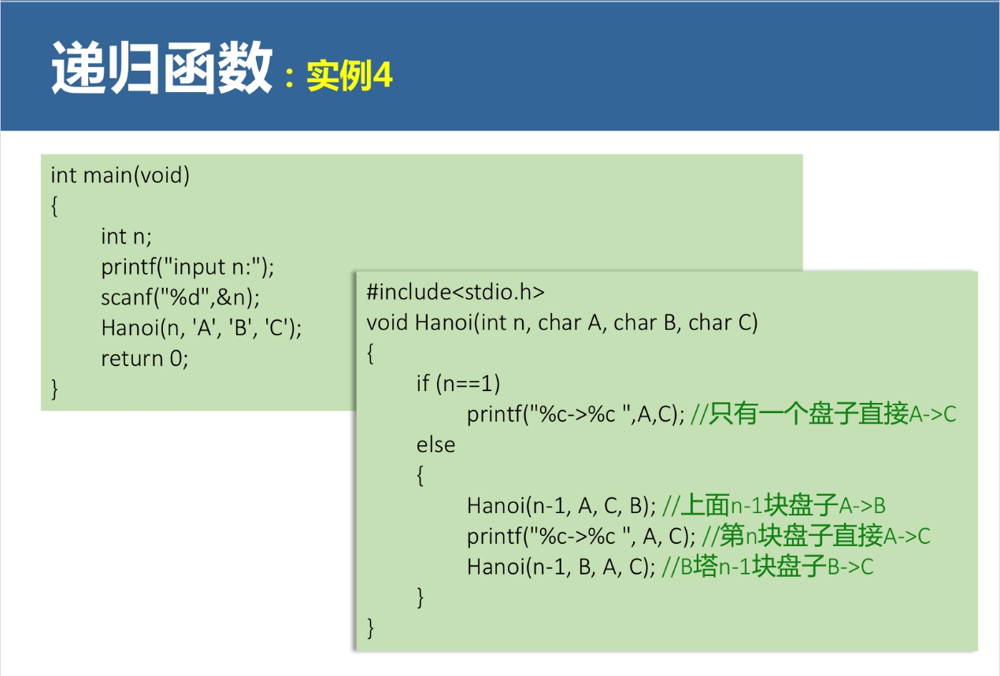 递归函数：实例4
int main(void)
{
int n;
printf("input n:");
scanf("%d",&n);
Hanoi(n, 'A', 'B', 'C');
return 0;
}
#include<stdio.h>
void Hanoi(int n, char A, char B, char C)
{
if (n==1)
printf("%c->%c ",A,C); //只有一个盘子直接A->C
else
{
Hanoi(n-1, A, C, B); //上面n-1块盘子A->B
printf("%c->%c ", A, C); //第n块盘子直接A->C
Hanoi(n-1, B, A, C); //B塔n-1块盘子B->C
}
}